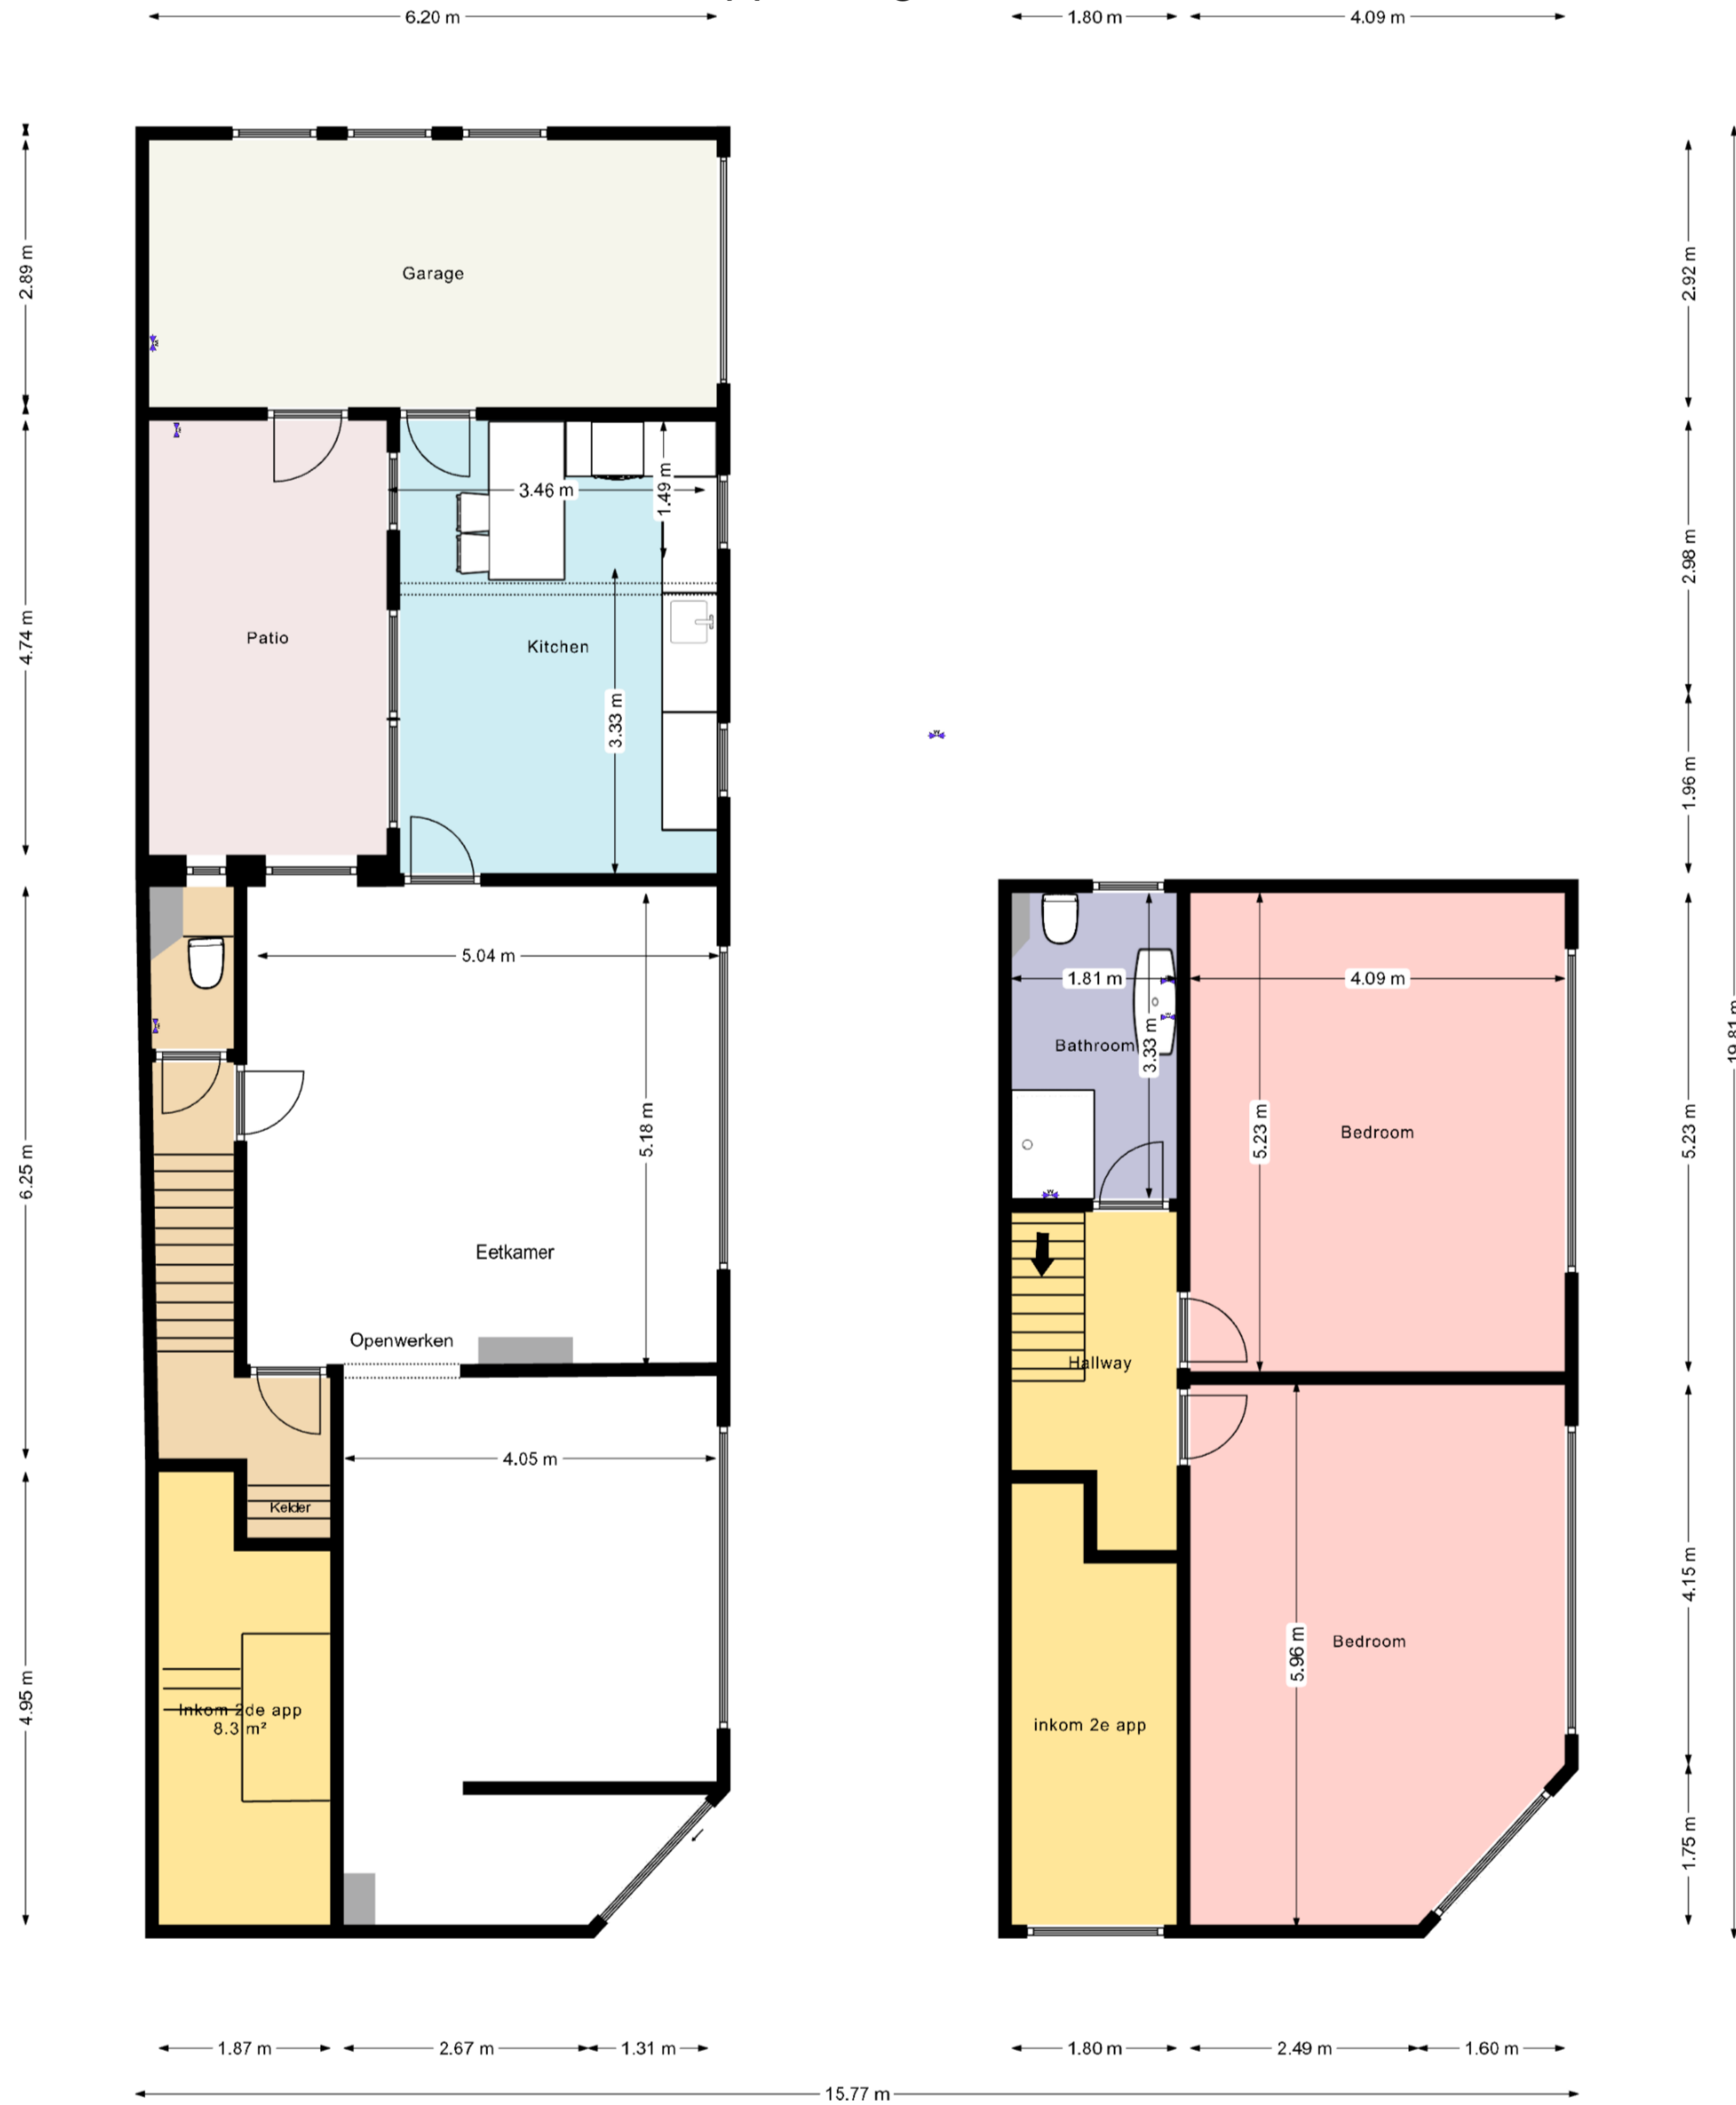 6.20 m
1.80 m
4.09 m
2.89 m
Garage
2.92 m
3.46 m
1.49 m
2.98 m
4.74 m
Patio
Kitchen
3.33 m
1.96 m
5.04 m
1.81 m
4.09 m
19.81 m
Bathroom
3.33 m
5.18 m
5.23 m
Bedroom
5.23 m
6.25 m
Eetkamer
Openwerken
Hallway
4.05 m
Kelder
4.15 m
5.96 m
Bedroom
4.95 m
Inkom 2de app
8.3 m²
inkom 2e app
1.75 m
1.87 m
2.67 m
1.31 m
1.80 m
2.49 m
1.60 m
15.77 m